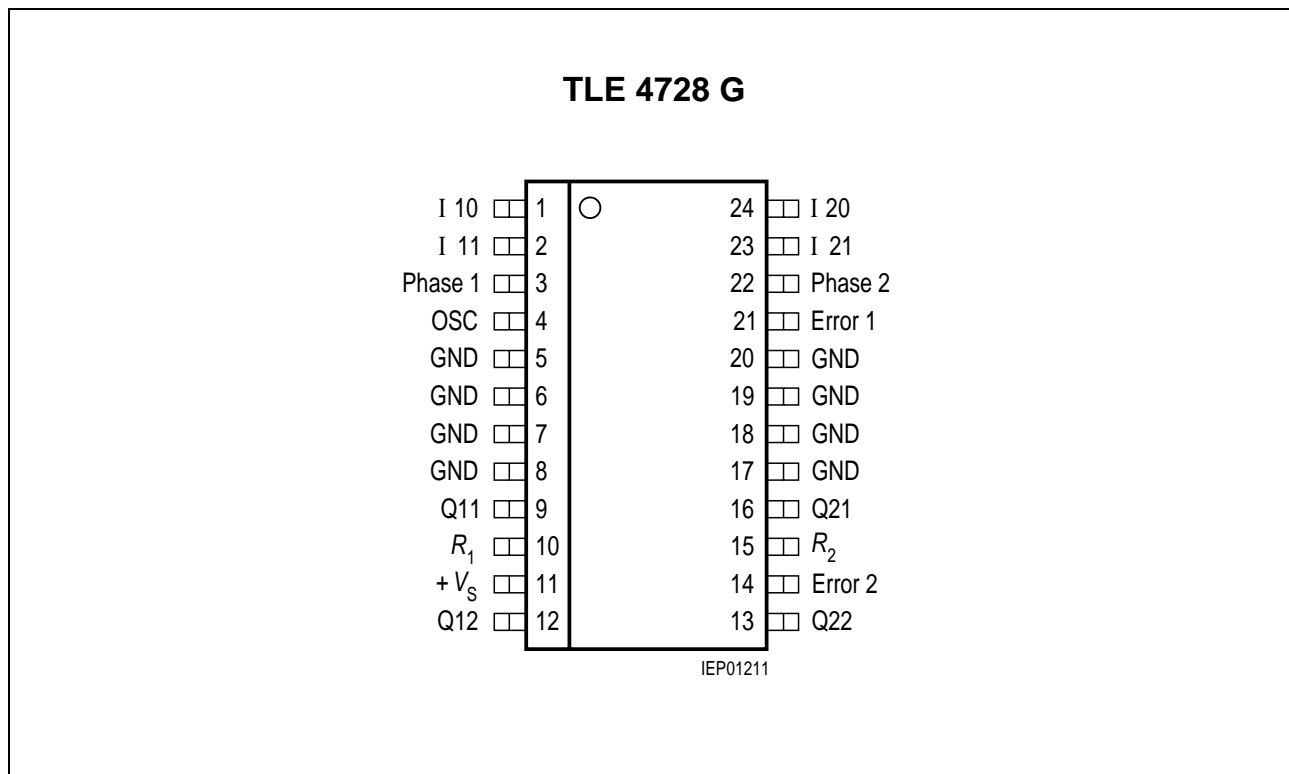 TLE 4728 G
I 10 1 24 I 20
I 11 2 23 I 21
Phase 1 3 22 Phase 2
OSC 4 21 Error 1
GND 5 20 GND
GND 6 19 GND
GND 7 18 GND
GND 8 17 GND
Q11 9 16 Q21
R1 10 15 R2
+ VS 11 14 Error 2
Q12 12 13 Q22
IEP01211